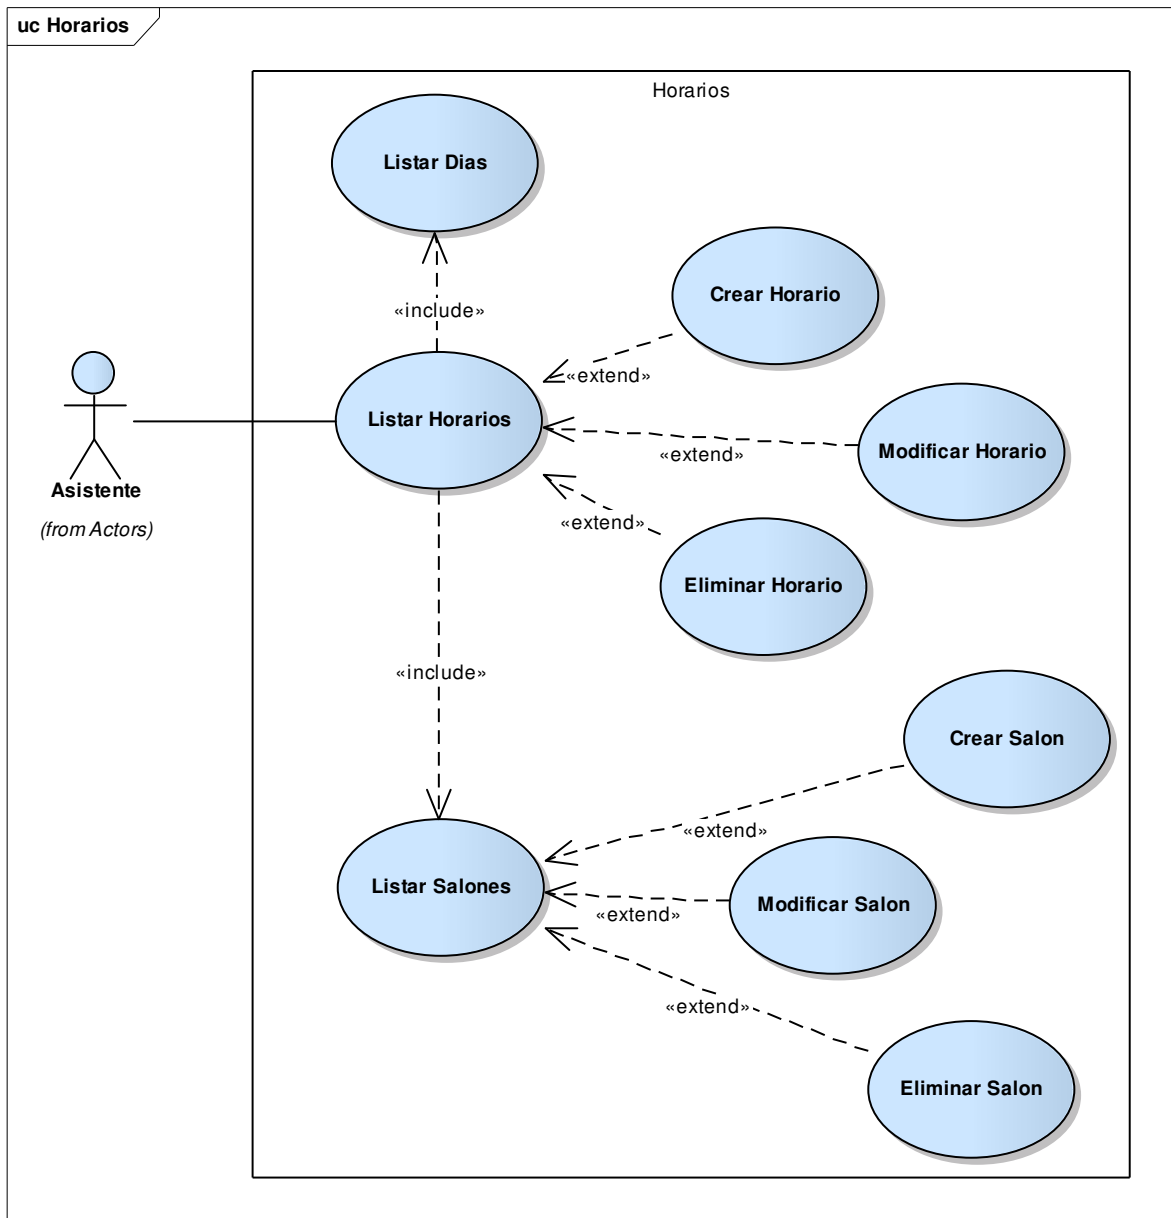 uc Horarios
Horarios
Listar Dias
Crear Horario
«include»
«extend»
Listar Horarios
Modificar Horario
«extend»
Asistente
(from Actors)
«extend»
Eliminar Horario
«include»
Crear Salon
«extend»
Listar Salones
Modificar Salon
«extend»
«extend»
Eliminar Salon